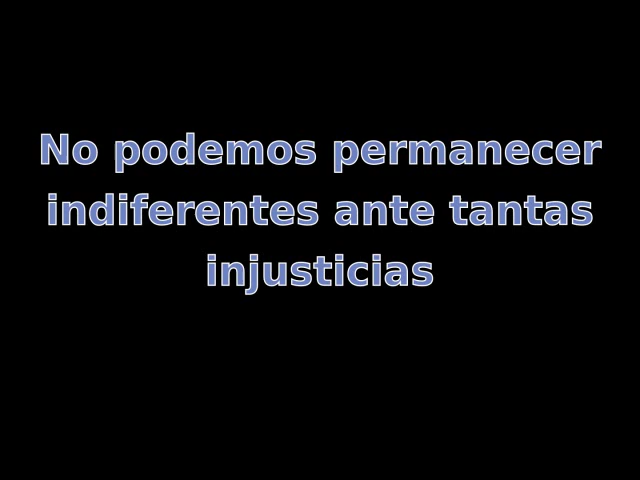 No podemos permanecer
indiferentes ante tantas
injusticias